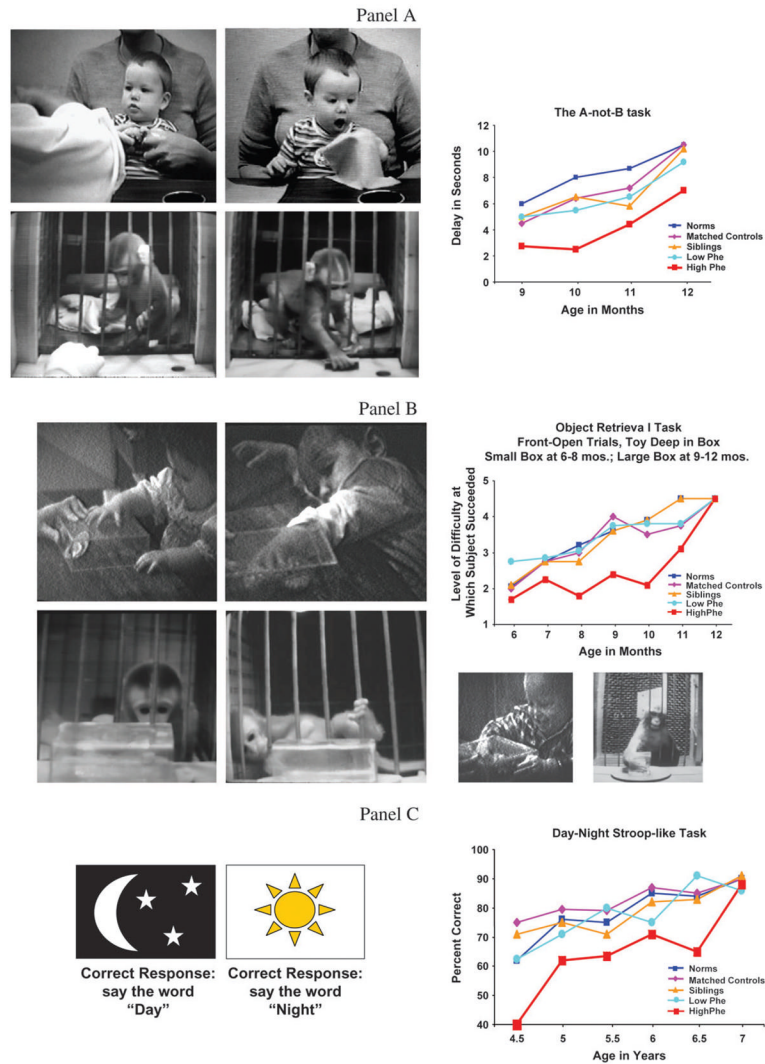 Panel A
The A-not-B task
Delay in Seconds
12
10
8
6
4
2
0
Norms
Matched Controls
Siblings
Low Phe
High Phe
9 10 11 12
Age in Months
Panel B
Object Retrieva l Task
Front-Open Trials, Toy Deep in Box
Small Box at 6-8 mos.; Large Box at 9-12 mos.
Level of Difficulty at
Which Subject Succeeded
5
4
3
2
1
Norms
Matched Controls
Siblings
Low Phe
HighPhe
6 7 8 9 10 11 12
Age in Months
Panel C
Correct Response:
say the word
“Day”
Correct Response:
say the word
“Night”
Day-Night Stroop-like Task
Percent Correct
100
90
80
70
60
50
40
Norms
Matched Controls
Siblings
Low Phe
HighPhe
4.5 5 5.5 6 6.5 7
Age in Years